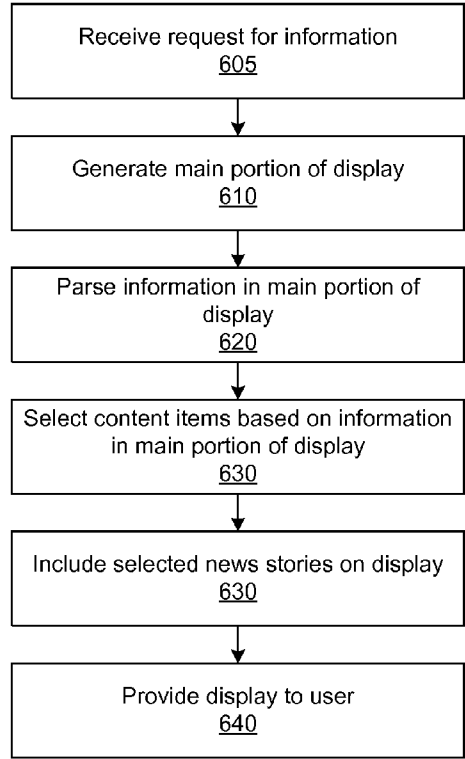 Receive request for information
605
Generate main portion of display
610
Parse information in main portion of
display
620
Select content items based on information
in main portion of display
630
Include selected news stories on display
630
Provide display to user
640